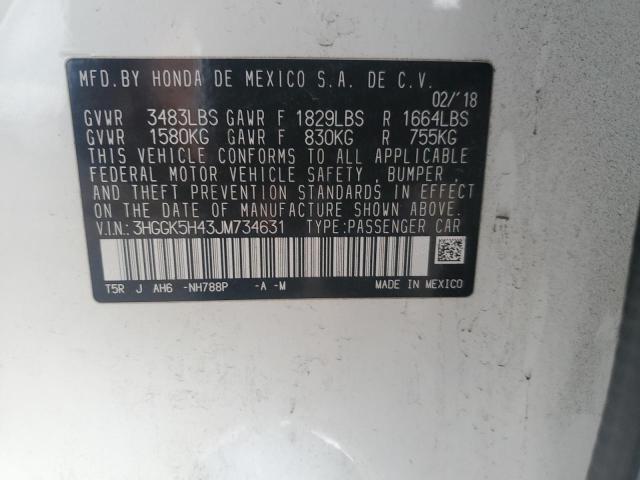 MFD. BY HONDA DE MEXICO S.A. DE C.V.
02/'18
GVWR 3483LBS GAWR F 1829LBS R 1664LBS
GVWR 1580KG GAWR F 830KG R 755KG
THIS VEHICLE CONFORMS TO ALL APPLICABLE
FEDERAL MOTOR VEHICLE SAFETY, BUMPER,
AND THEFT PREVENTION STANDARDS IN EFFECT
ON THE DATE OF MANUFACTURE SHOWN ABOVE.
V.I.N.: 3HGGK5H43JM734631 TYPE:PASSENGER CAR
T5R J AH6 -NH788P -A -M MADE IN MEXICO